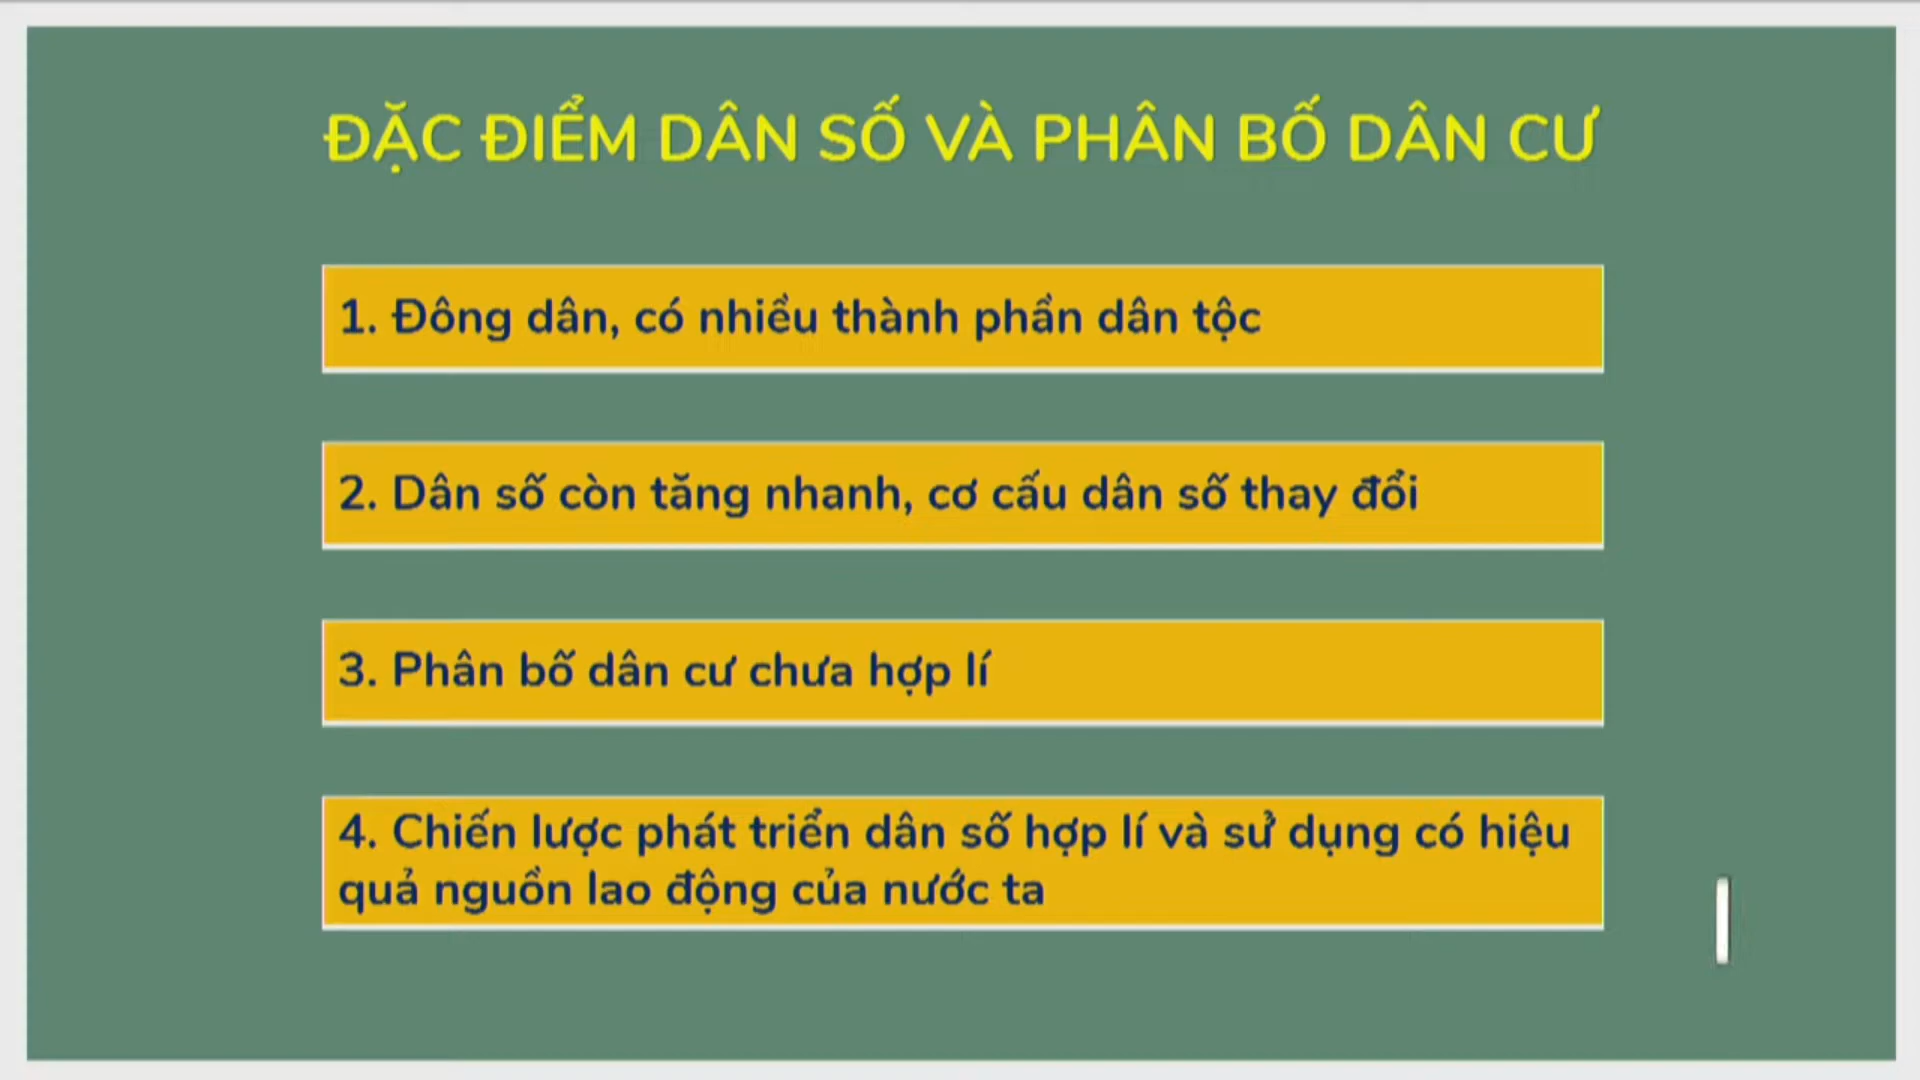 ĐẶC ĐIỂM DÂN SỐ VÀ PHÂN BỐ DÂN CƯ
1. Đông dân, có nhiều thành phần dân tộc
2. Dân số còn tăng nhanh, cơ cấu dân số thay đổi
3. Phân bố dân cư chưa hợp lí
4. Chiến lược phát triển dân số hợp lí và sử dụng có hiệu
quả nguồn lao động của nước ta